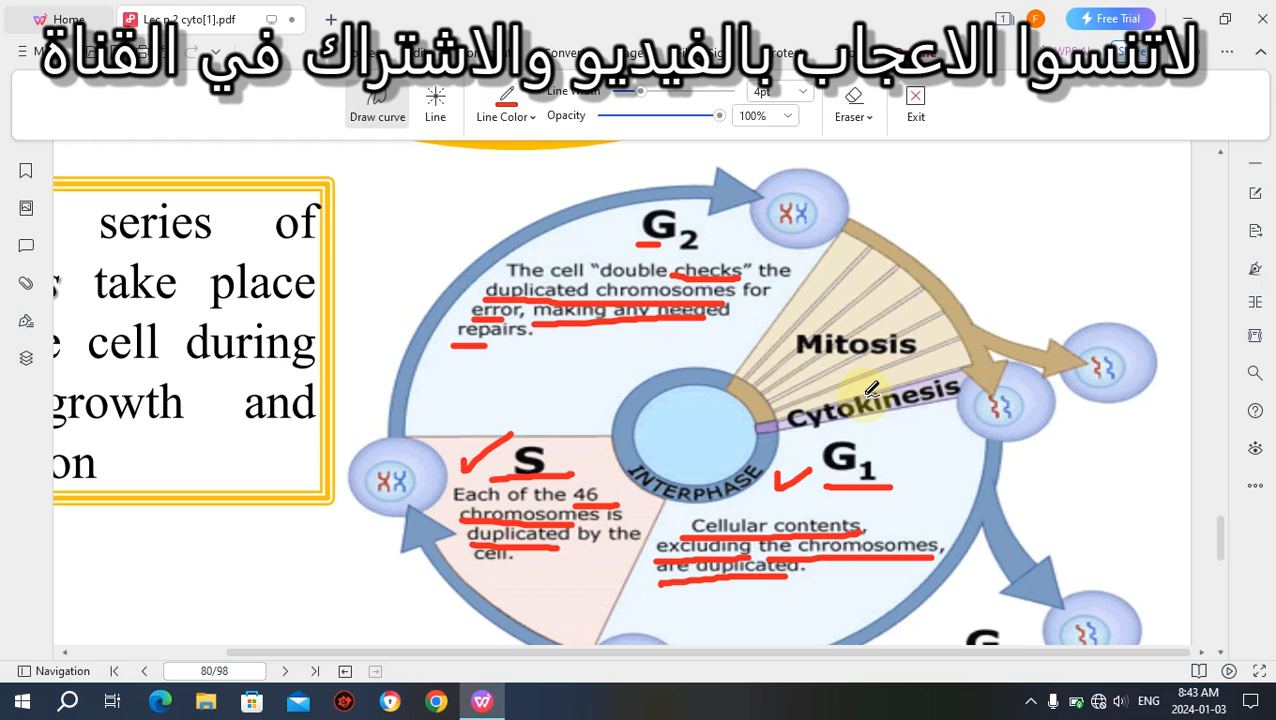 Home
Lec n 2 cyto[1].pdf
1
F
Free Trial
لاتنسوا الاعجاب بالفيديو والاشتراك في القناة
Draw curve
Line
Line Color
Line Width
4pt
Opacity
100%
Eraser
Exit
series of
take place
cell during
growth and
on
G2
The cell "double checks" the
duplicated chromosomes for
error, making any needed
repairs.
Mitosis
Cytokinesis
INTERPHASE
S
Each of the 46
chromosomes is
duplicated by the
cell.
G1
Cellular contents,
excluding the chromosomes,
are duplicated.
Navigation
80/98
ENG
8:43 AM
2024-01-03